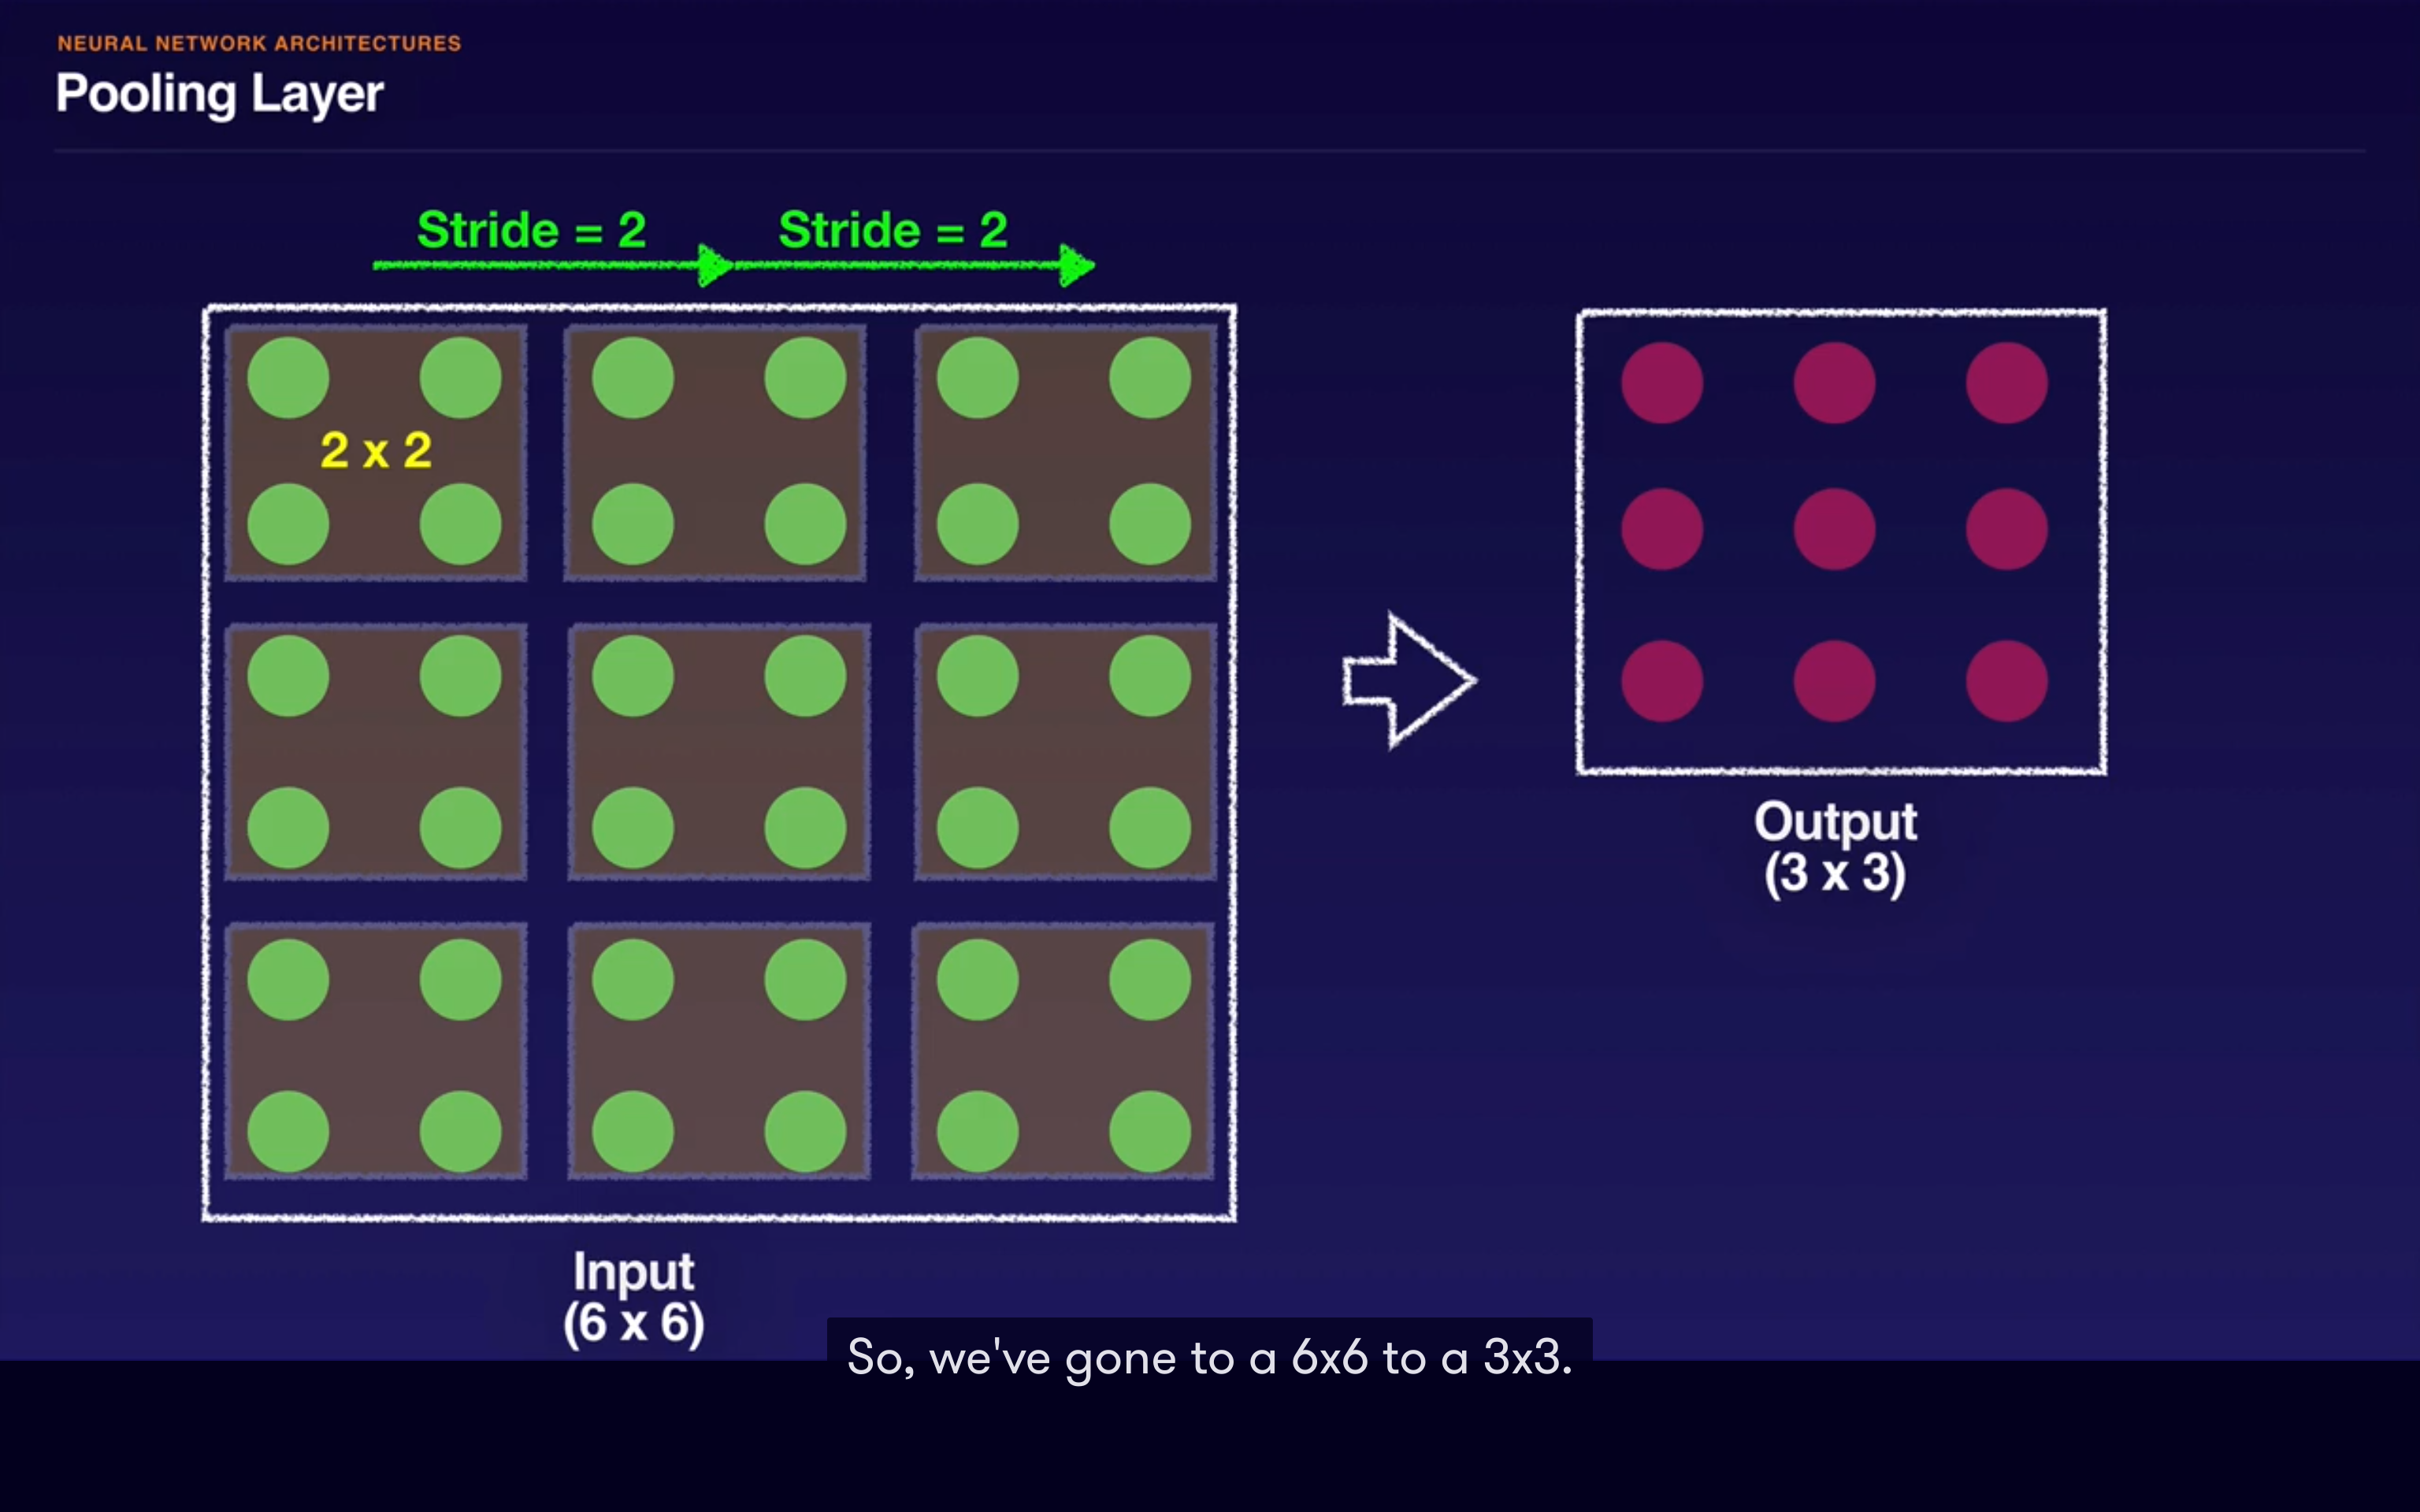 NEURAL NETWORK ARCHITECTURES
Pooling Layer
Stride = 2
Stride = 2
2 x 2
Output
(3 x 3)
Input
(6 x 6)
So, we've gone to a 6x6 to a 3x3.